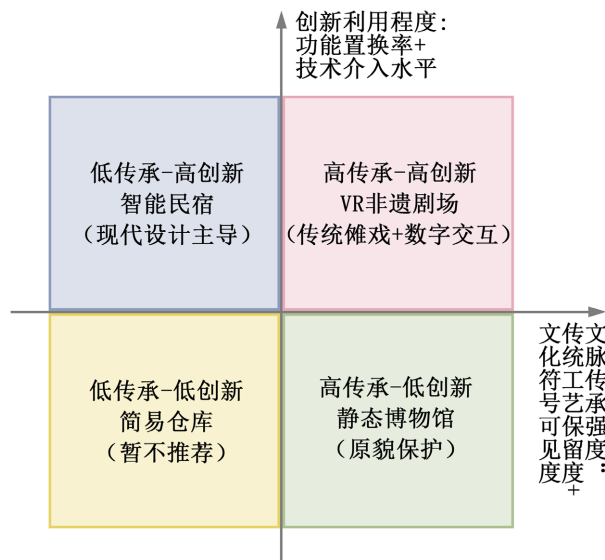 创新利用程度:
功能置换率+
技术介入水平
低传承-高创新
智能民宿
（现代设计主导）
高传承-高创新
VR非遗剧场
(传统傩戏+数字交互）
低传承-低创新
简易仓库
（暂不推荐）
高传承-低创新
静态博物馆
（原貌保护）
文脉传承强度:
传统工艺保留度+
文化符号可见度